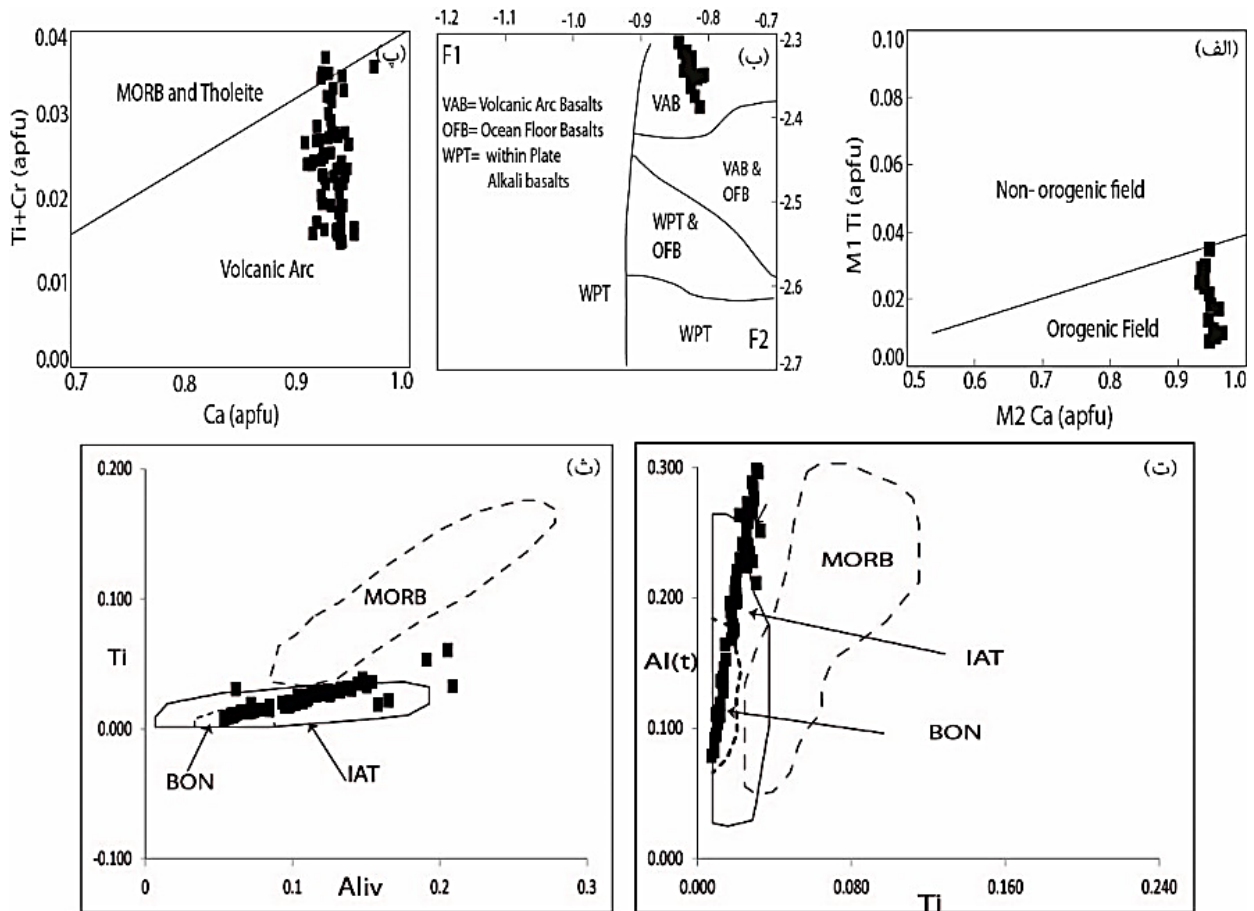 (پ)
0.04
0.03
0.02
0.01
0.00
Ti+Cr (apfu)
MORB and Tholeite
Volcanic Arc
0.7
0.8
0.9
1.0
Ca (apfu)
-1.2
-1.1
-1.0
-0.9
-0.8
-0.7
F1
(ب)
VAB= Volcanic Arc Basalts
OFB= Ocean Floor Basalts
WPT= within Plate
Alkali basalts
VAB
VAB &
OFB
WPT &
OFB
WPT
WPT
F2
-2.3
-2.4
-2.5
-2.6
-2.7
(الف)
0.10
0.08
0.06
0.04
0.02
0.00
M1 Ti (apfu)
Non-orogenic field
Orogenic Field
0.5
0.6
0.7
0.8
0.9
1.0
M2 Ca (apfu)
(ث)
0.200
0.100
Ti
0.000
-0.100
MORB
BON
IAT
0
0.1
0.2
0.3
Aliv
(ت)
0.300
0.200
Al(t)
0.100
0.000
MORB
IAT
BON
0.000
0.080
0.160
0.240
Ti